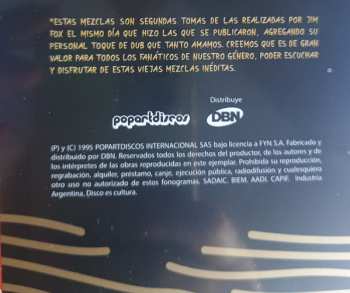 *ESTAS MEZCLAS SON SEGUNDAS TOMAS DE LAS REALIZADAS POR JIM
FOX EL MISMO DÍA QUE HIZO LAS QUE SE PUBLICARON, AGREGANDO SU
PERSONAL TOQUE DE DUB QUE TANTO AMAMOS. CREEMOS QUE ES DE GRAN
VALOR PARA TODOS LOS FANÁTICOS DE NUESTRO GÉNERO, PODER ESCUCHAR
Y DISFRUTAR DE ESTAS VIEJAS MEZCLAS INÉDITAS.
Distribuye
popartdiscos
DBN
(P) y (C) 1995 POPARTDISCOS INTERNACIONAL SAS bajo licencia a FYN S.A. Fabricado y
distribuido por DBN. Reservados todos los derechos del productor, de los autores y de
los intérpretes de las obras reproducidas en este ejemplar. Prohibida su reproducción,
regrabación, alquiler, préstamo, canje, ejecución pública, radiodifusión y cualesquiera
otro uso no autorizado de estos fonogramas. SADAIC. BIEM. AADI. CAPIF. Industria
Argentina. Disco es cultura.